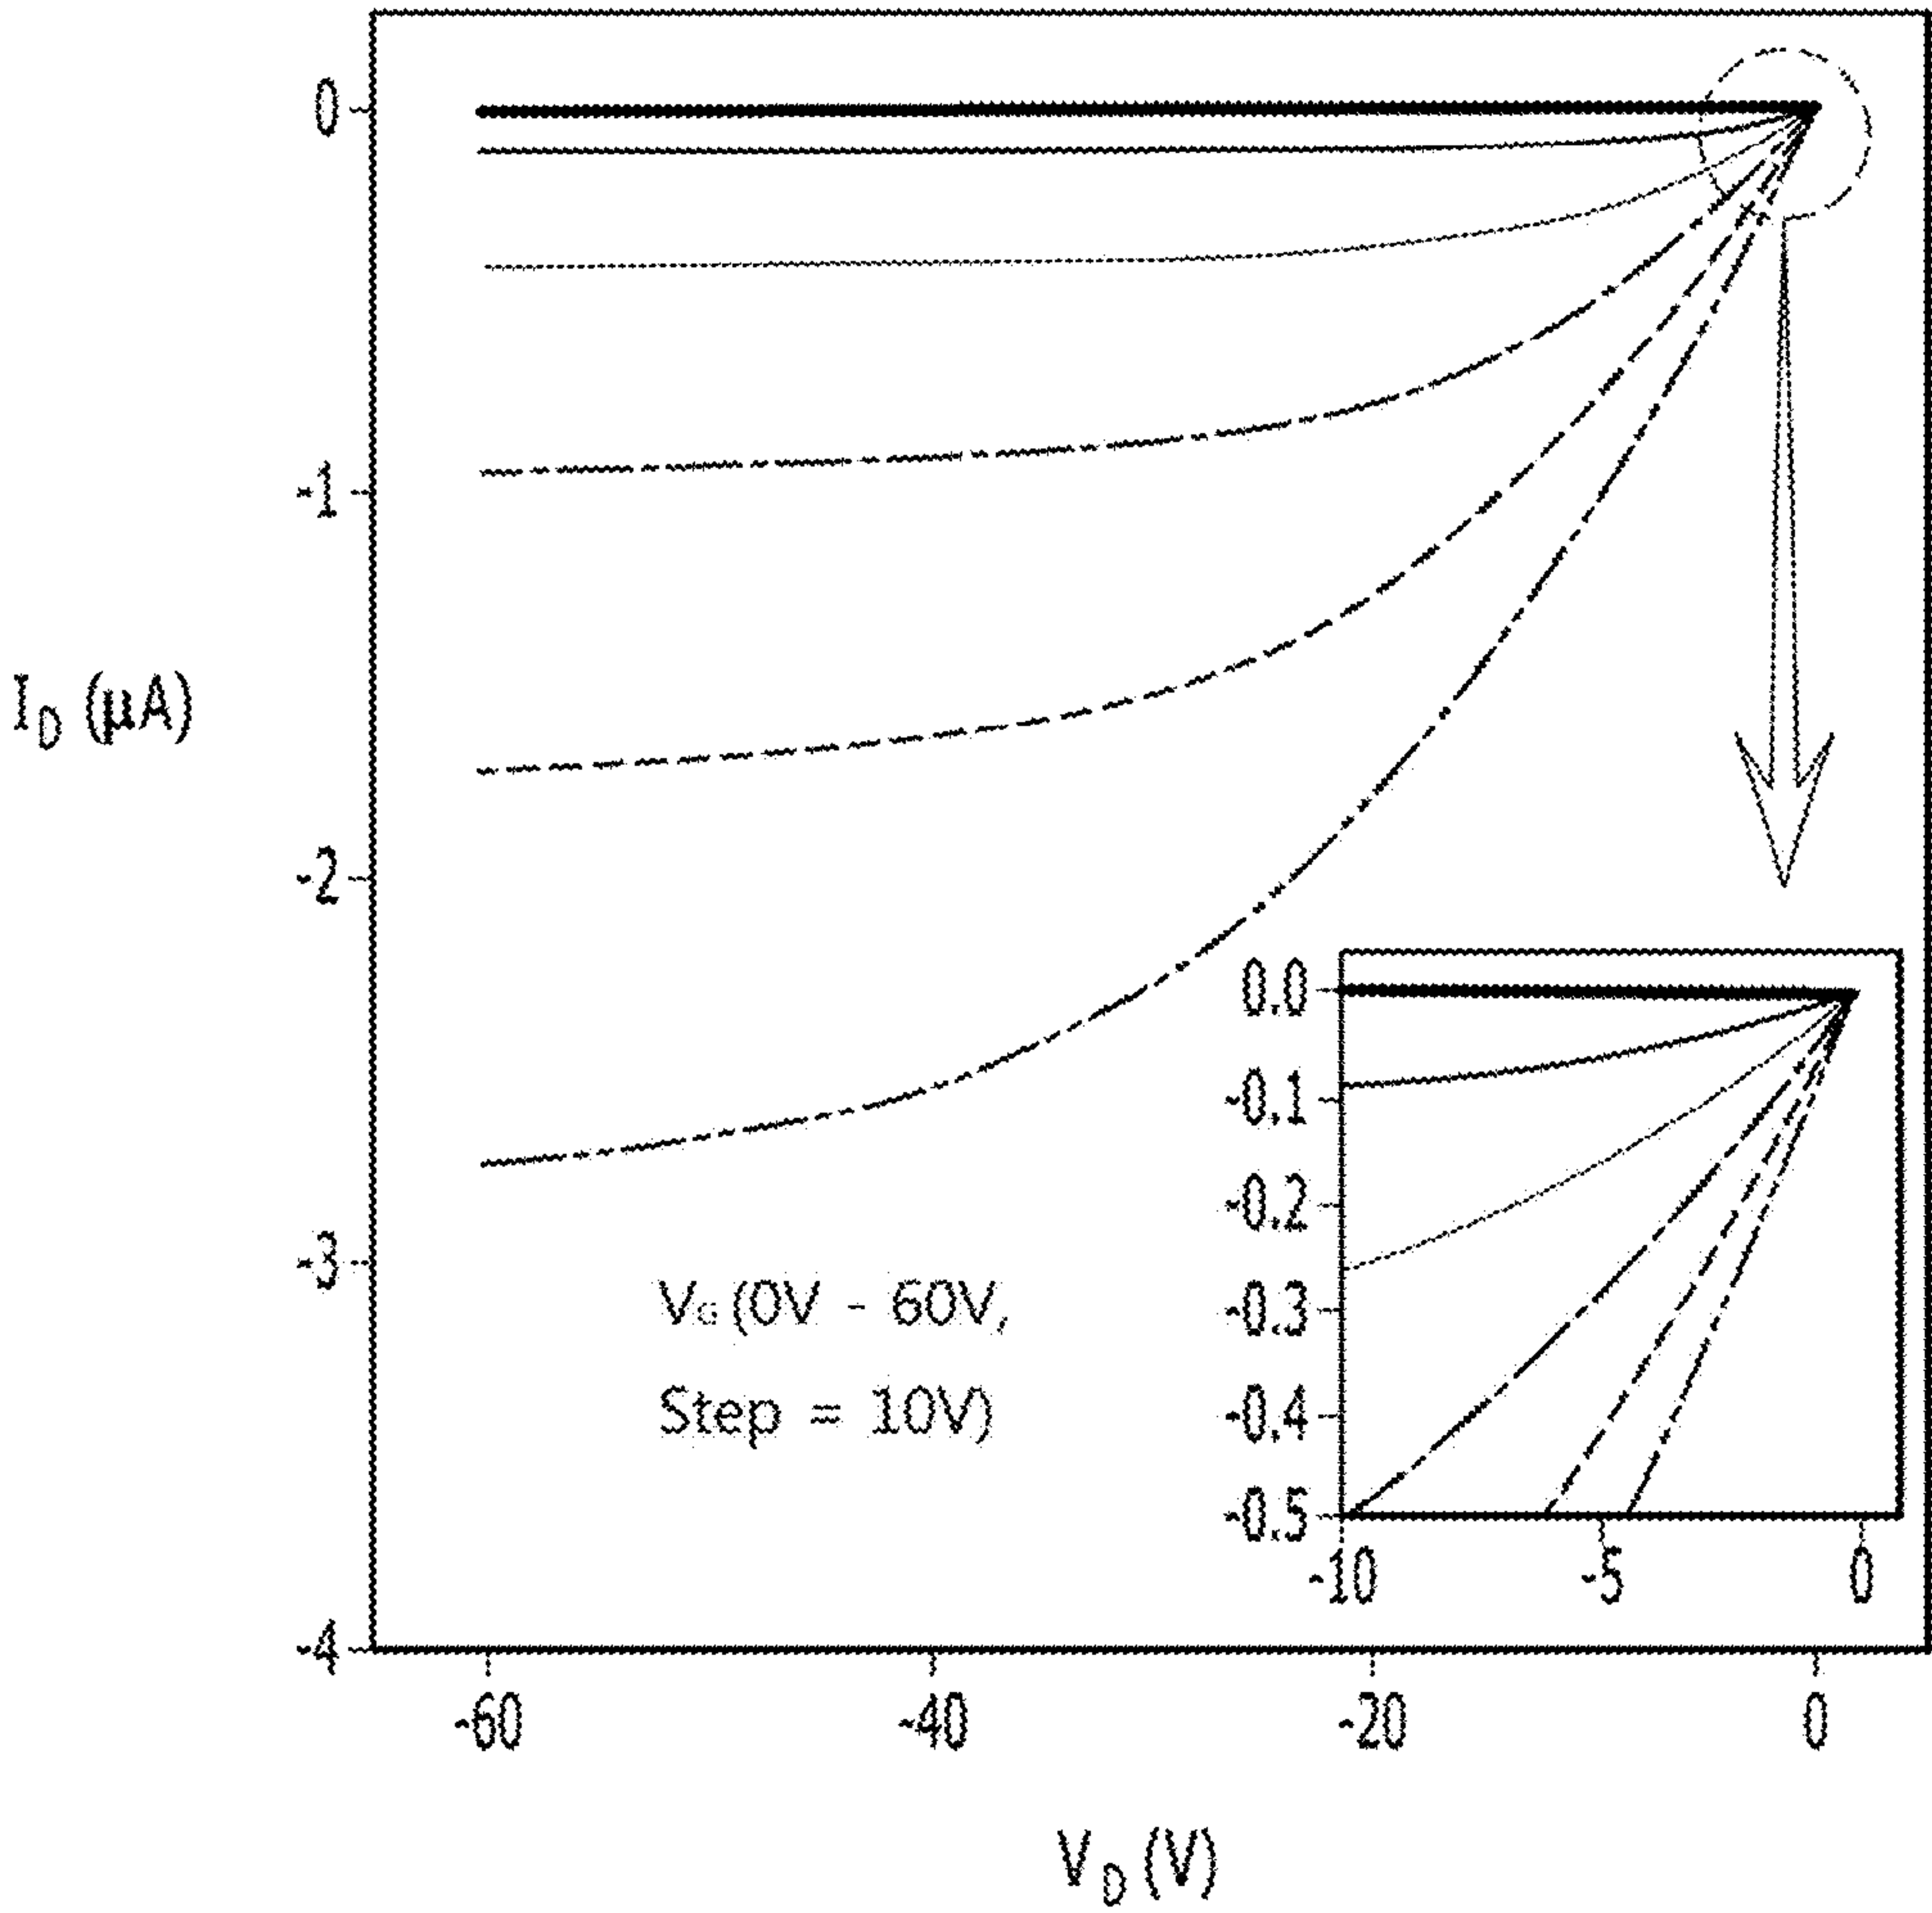 0
-1
I_D (μA)
-2
0.0
-0.1
-0.2
-3
V_G (0V - 60V,
-0.3
Step = 10V)
-0.4
-0.5
-10 -5 0
-4
-60 -40 -20 0
V_D (V)